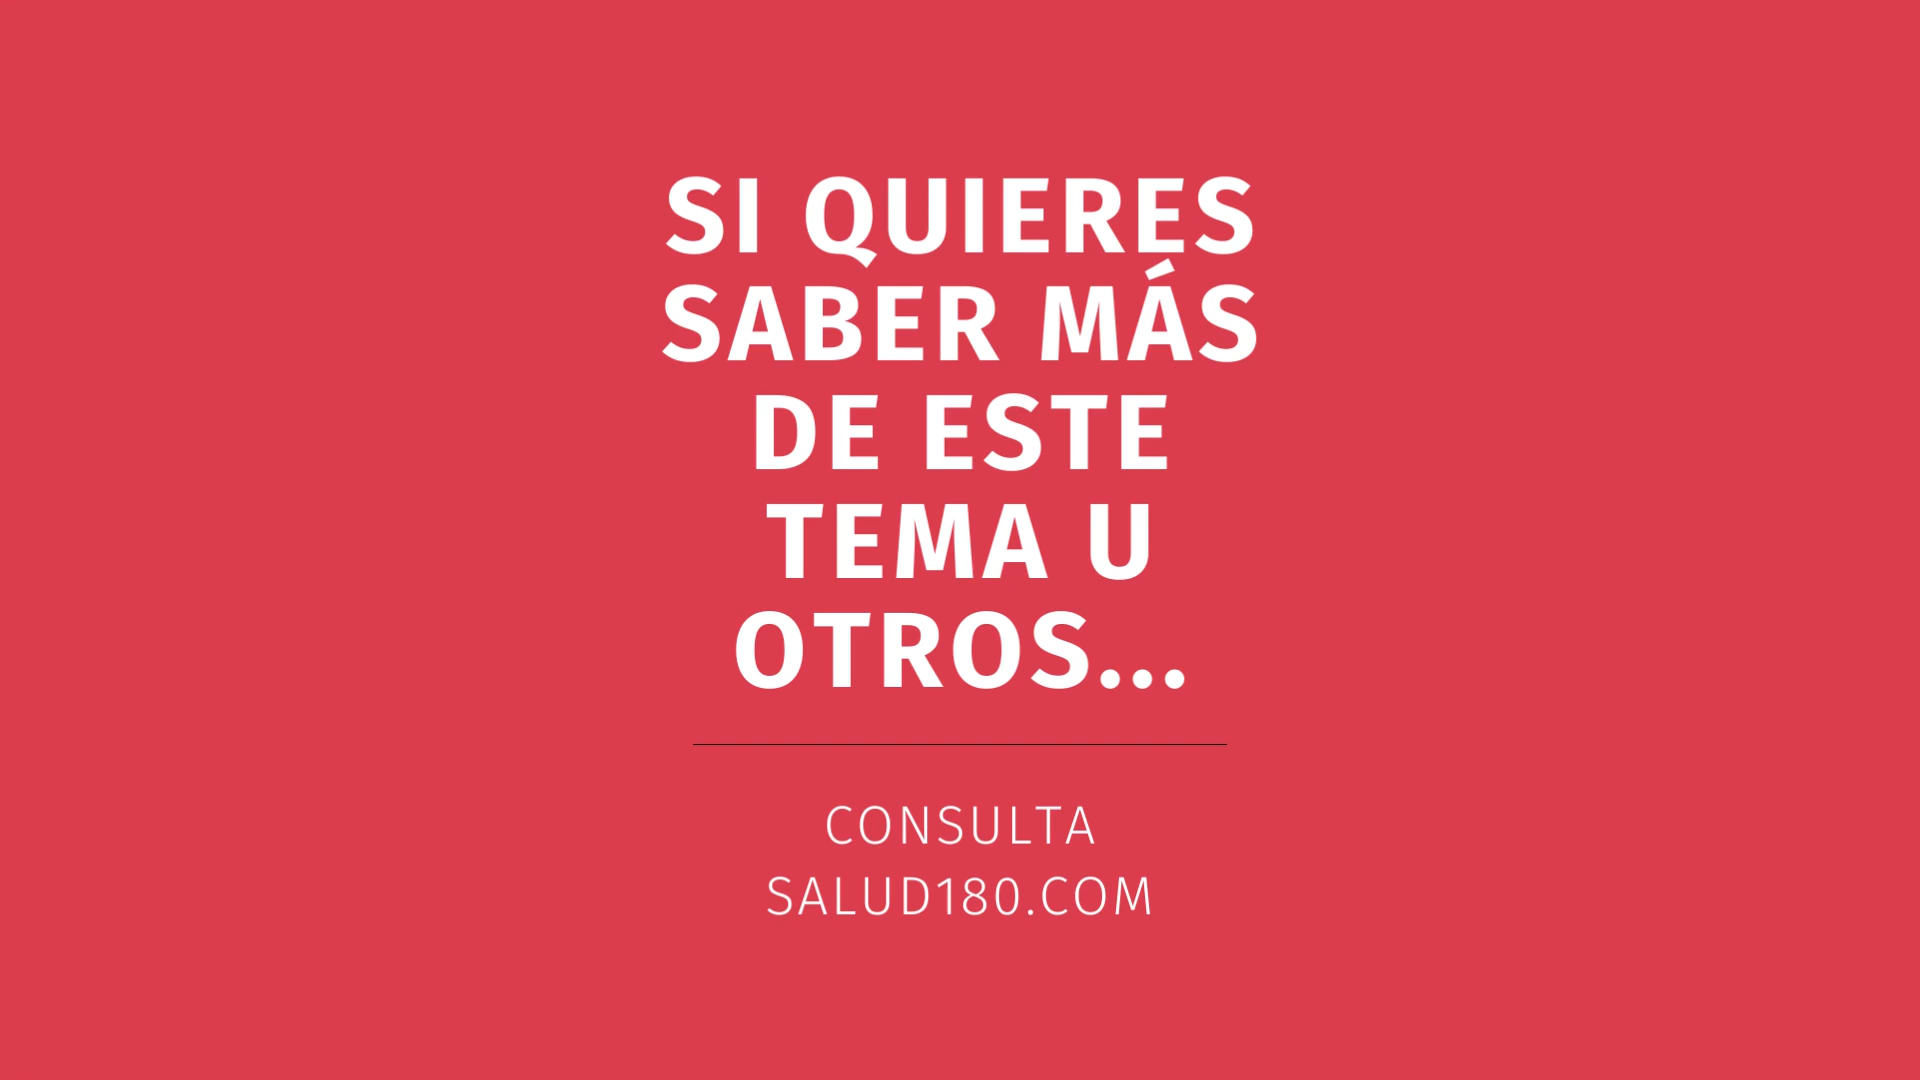 SI QUIERES
SABER MÁS
DE ESTE
TEMA U
OTROS...
CONSULTA
SALUD180.COM